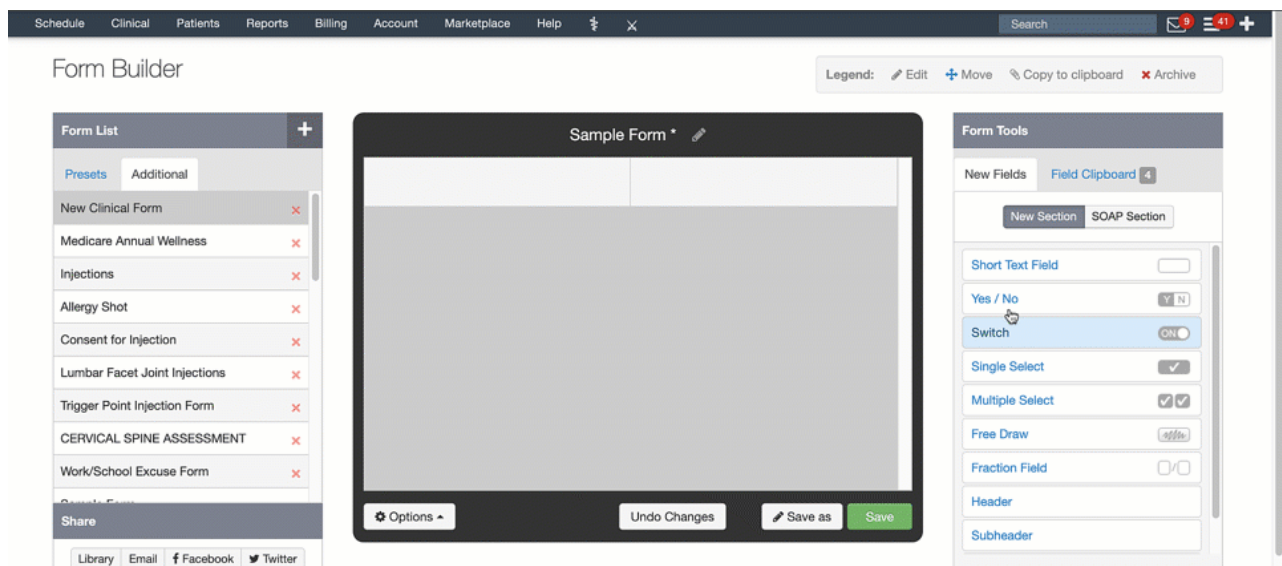 Schedule Clinical Patients Reports Billing Account Marketplace Help Search 9 41
Form Builder
Legend: Edit Move Copy to clipboard Archive
Form List
Presets Additional
New Clinical Form
Medicare Annual Wellness
Injections
Allergy Shot
Consent for Injection
Lumbar Facet Joint Injections
Trigger Point Injection Form
CERVICAL SPINE ASSESSMENT
Work/School Excuse Form
Sample Form
Share
Library Email Facebook Twitter
Sample Form *
Options
Undo Changes
Save as
Save
Form Tools
New Fields Field Clipboard 4
New Section SOAP Section
Short Text Field
Yes / No Y N
Switch ON
Single Select
Multiple Select
Free Draw
Fraction Field
Header
Subheader